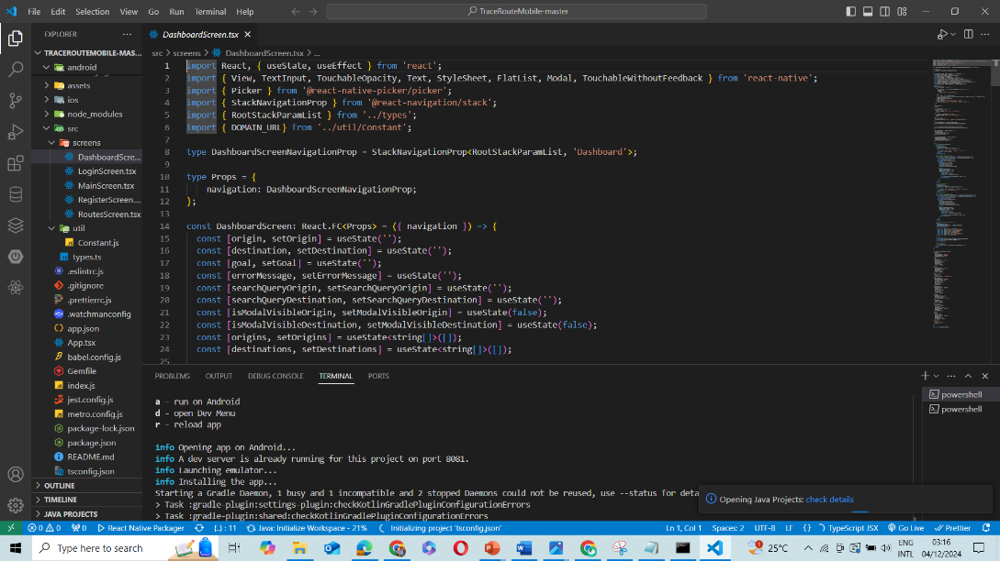 File Edit Selection View Go Run Terminal Help
TraceRouteMobile-master
EXPLORER
TRACEROUTEMOBILE-MAS...
android
assets
ios
node_modules
src
screens
DashboardScre...
LoginScreen.tsx
MainScreen.tsx
RegisterScreen....
RoutesScreen.tsx
util
Constant.js
types.ts
.eslintrc.js
.gitignore
.prettierrc.js
.watchmanconfig
app.json
App.tsx
babel.config.js
Gemfile
index.js
jest.config.js
metro.config.js
package-lock.json
package.json
README.md
tsconfig.json
OUTLINE
TIMELINE
JAVA PROJECTS
DashboardScreen.tsx
src > screens > DashboardScreen.tsx > ...
1 import React, { useState, useEffect } from 'react';
2 import { View, TextInput, TouchableOpacity, Text, StyleSheet, FlatList, Modal, TouchableWithoutFeedback } from 'react-native';
3 import { Picker } from '@react-native-picker/picker';
4 import { StackNavigationProp } from '@react-navigation/stack';
5 import { RootStackParamList } from '../types';
6 import { DOMAIN_URL} from '../util/Constant';
7
8 type DashboardScreenNavigationProp = StackNavigationProp<RootStackParamList, 'Dashboard'>;
9
10 type Props = {
11 navigation: DashboardScreenNavigationProp;
12 };
13
14 const DashboardScreen: React.FC<Props> = ({ navigation }) => {
15 const [origin, setOrigin] = useState('');
16 const [destination, setDestination] = useState('');
17 const [goal, setGoal] = useState('');
18 const [errorMessage, setErrorMessage] = useState('');
19 const [searchQueryOrigin, setSearchQueryOrigin] = useState('');
20 const [searchQueryDestination, setSearchQueryDestination] = useState('');
21 const [isModalVisibleOrigin, setModalVisibleOrigin] = useState(false);
22 const [isModalVisibleDestination, setModalVisibleDestination] = useState(false);
23 const [origins, setOrigins] = useState<string[]>([]);
24 const [destinations, setDestinations] = useState<string[]>([]);
25
PROBLEMS OUTPUT DEBUG CONSOLE TERMINAL PORTS
a - run on Android
d - open Dev Menu
r - reload app
info Opening app on Android...
info A dev server is already running for this project on port 8081.
info Launching emulator...
info Installing the app...
Starting a Gradle Daemon, 1 busy and 1 incompatible and 2 stopped Daemons could not be reused, use --status for deta
> Task :gradle-plugin:settings-plugin:checkKotlinGradlePluginConfigurationErrors
> Task :gradle-plugin:shared:checkKotlinGradlePluginConfigurationErrors
powershell
powershell
Opening Java Projects: check details
0 0 0 React Native Packager {..} : 11 Java: Initialize Workspace - 21% Initializing project 'tsconfig.json' Ln 1, Col 1 Spaces: 2 UTF-8 LF {} TypeScript JSX Go Live Prettier
Type here to search
25°C
ENG
INTL
03:16
04/12/2024